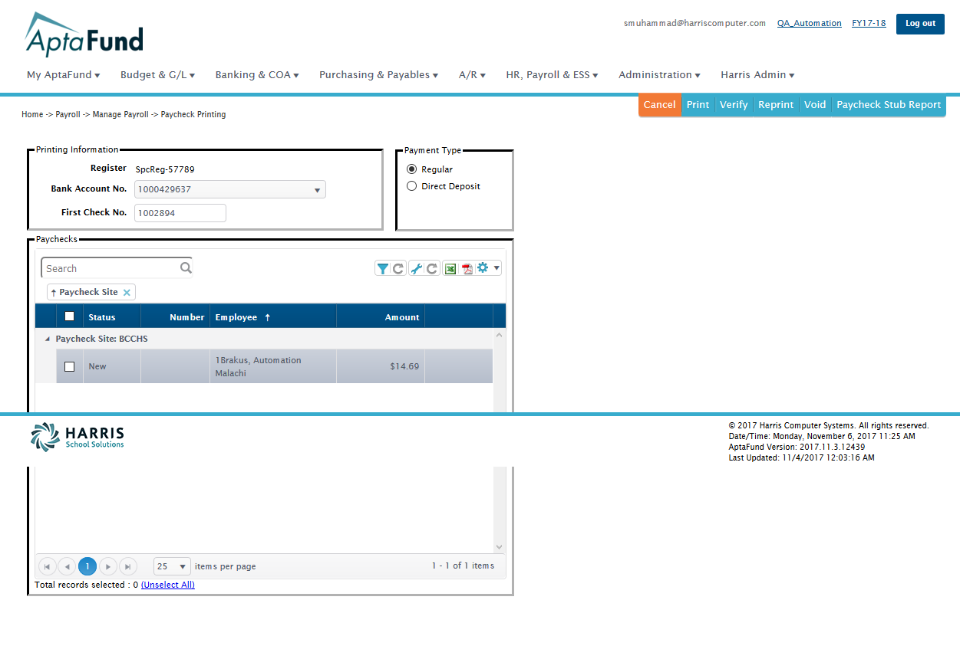 AptaFund
smuhammad@harriscomputer.com QA_Automation FY17-18 Log out
My AptaFund Budget & G/L Banking & COA Purchasing & Payables A/R HR, Payroll & ESS Administration Harris Admin
Cancel Print Verify Reprint Void Paycheck Stub Report
Home -> Payroll -> Manage Payroll -> Paycheck Printing
Printing Information
Register SpcReg-57789
Bank Account No. 1000429637
First Check No. 1002894
Payment Type
Regular
Direct Deposit
Paychecks
Search
↑ Paycheck Site ×
Status Number Employee ↑ Amount
Paycheck Site: BCCHS
New 1Brakus, Automation Malachi $14.69
HARRIS
School Solutions
© 2017 Harris Computer Systems. All rights reserved.
Date/Time: Monday, November 6, 2017 11:25 AM
AptaFund Version: 2017.11.3.12439
Last Updated: 11/4/2017 12:03:16 AM
1 25 items per page 1 - 1 of 1 items
Total records selected : 0 (Unselect All)